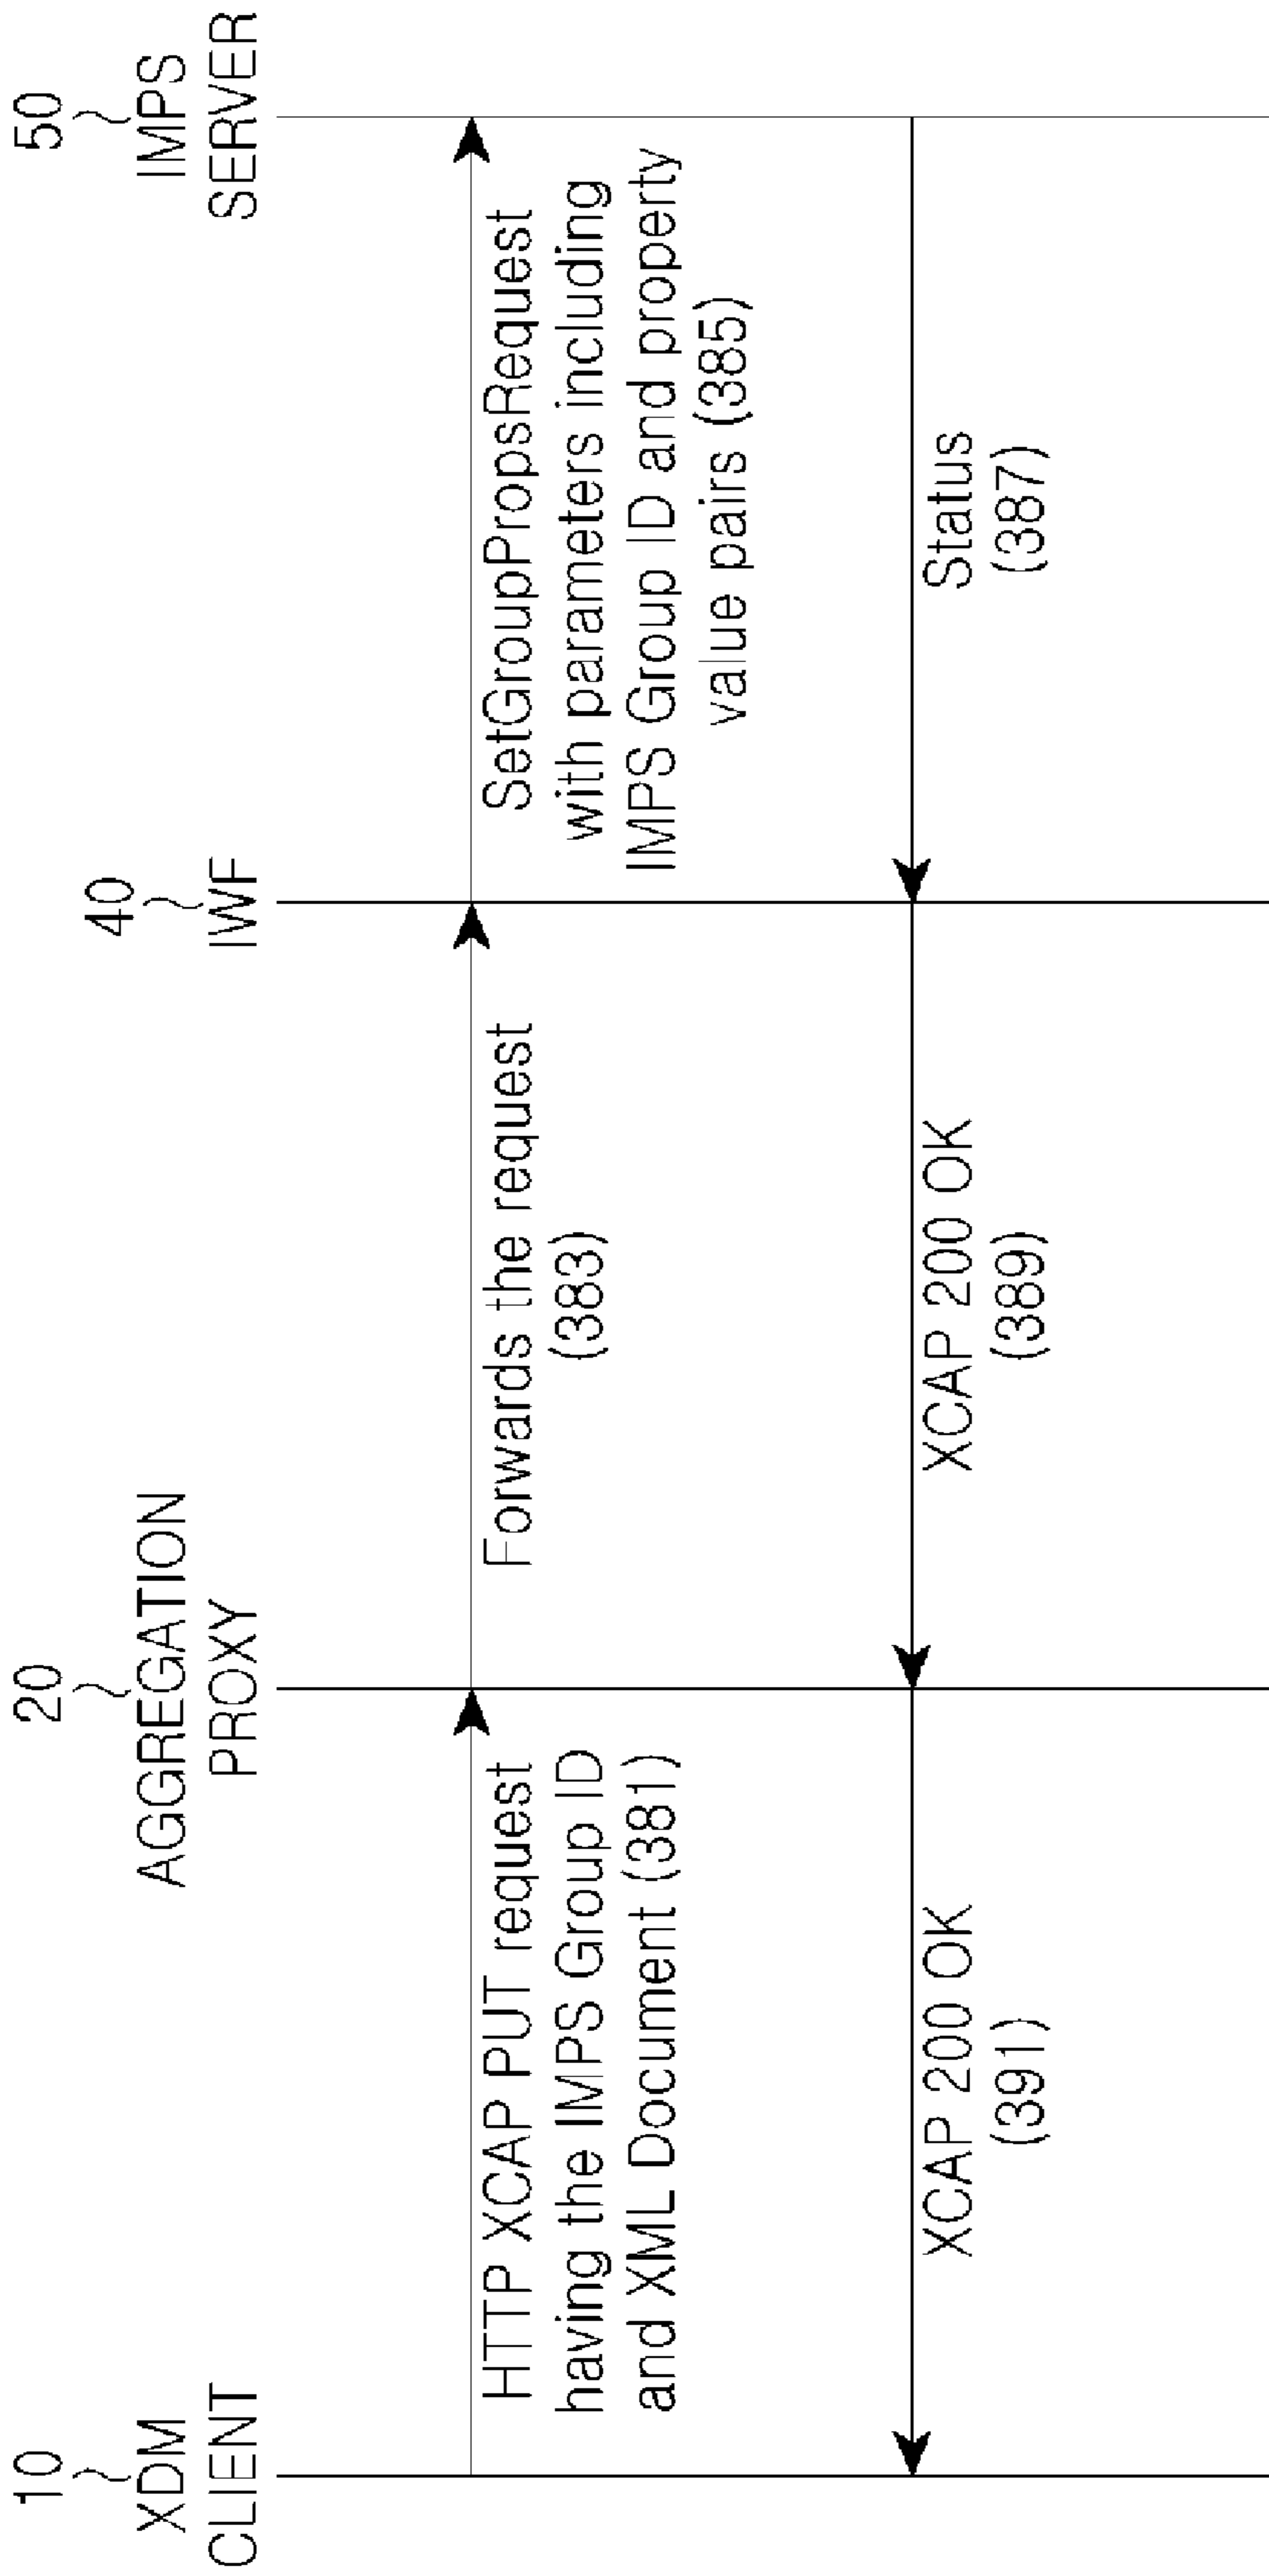 10
XDM
CLIENT
20
AGGREGATION
PROXY
40
IWF
50
IMPS
SERVER
HTTP XCAP PUT request
having the IMPS Group ID
and XML Document (381)
Forwards the request
(383)
SetGroupPropsRequest
with parameters including
IMPS Group ID and property
value pairs (385)
Status
(387)
XCAP 200 OK
(389)
XCAP 200 OK
(391)